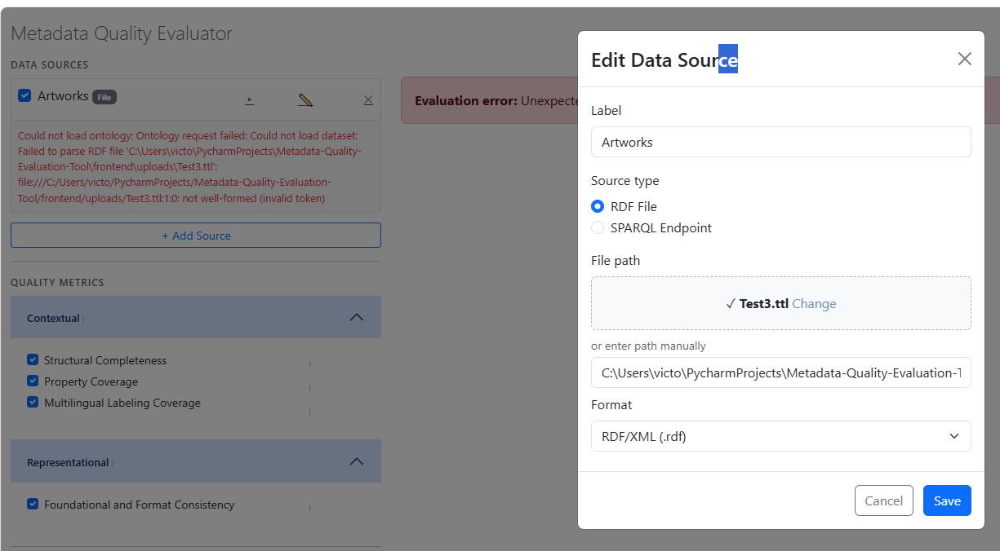 Metadata Quality Evaluator
DATA SOURCES
Artworks File
Could not load ontology: Ontology request failed: Could not load dataset:
Failed to parse RDF file 'C:\Users\victo\PycharmProjects\Metadata-Quality-
Evaluation-Tool\frontend\uploads\Test3.ttl':
file:///C:/Users/victo/PycharmProjects/Metadata-Quality-Evaluation-
Tool/frontend/uploads/Test3.ttl:1:0: not well-formed (invalid token)
+ Add Source
QUALITY METRICS
Contextual i
Structural Completeness i
Property Coverage i
Multilingual Labeling Coverage i
Representational i
Foundational and Format Consistency i
Evaluation error: Unexpecte
Edit Data Source
Label
Artworks
Source type
RDF File
SPARQL Endpoint
File path
✓ Test3.ttl Change
or enter path manually
C:\Users\victo\PycharmProjects\Metadata-Quality-Evaluation-T
Format
RDF/XML (.rdf)
Cancel Save